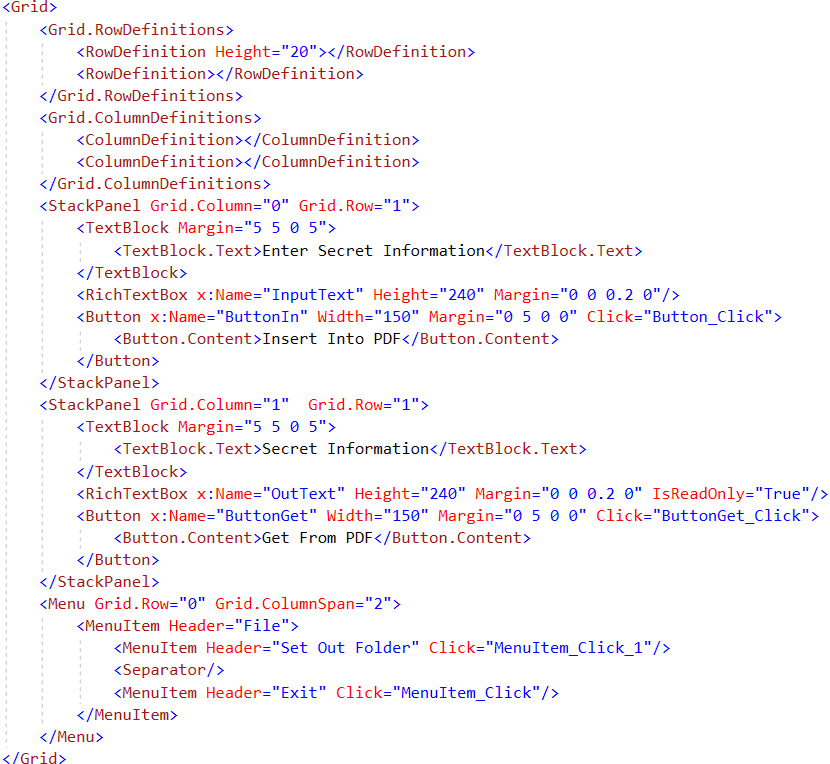 <Grid>
    <Grid.RowDefinitions>
        <RowDefinition Height="20"></RowDefinition>
        <RowDefinition></RowDefinition>
    </Grid.RowDefinitions>
    <Grid.ColumnDefinitions>
        <ColumnDefinition></ColumnDefinition>
        <ColumnDefinition></ColumnDefinition>
    </Grid.ColumnDefinitions>
    <StackPanel Grid.Column="0" Grid.Row="1">
        <TextBlock Margin="5 5 0 5">
            <TextBlock.Text>Enter Secret Information</TextBlock.Text>
        </TextBlock>
        <RichTextBox x:Name="InputText" Height="240" Margin="0 0 0.2 0"/>
        <Button x:Name="ButtonIn" Width="150" Margin="0 5 0 0" Click="Button_Click">
            <Button.Content>Insert Into PDF</Button.Content>
        </Button>
    </StackPanel>
    <StackPanel Grid.Column="1"  Grid.Row="1">
        <TextBlock Margin="5 5 0 5">
            <TextBlock.Text>Secret Information</TextBlock.Text>
        </TextBlock>
        <RichTextBox x:Name="OutText" Height="240" Margin="0 0 0.2 0" IsReadOnly="True"/>
        <Button x:Name="ButtonGet" Width="150" Margin="0 5 0 0" Click="ButtonGet_Click">
            <Button.Content>Get From PDF</Button.Content>
        </Button>
    </StackPanel>
    <Menu Grid.Row="0" Grid.ColumnSpan="2">
        <MenuItem Header="File">
            <MenuItem Header="Set Out Folder" Click="MenuItem_Click_1"/>
            <Separator/>
            <MenuItem Header="Exit" Click="MenuItem_Click"/>
        </MenuItem>
    </Menu>
</Grid>